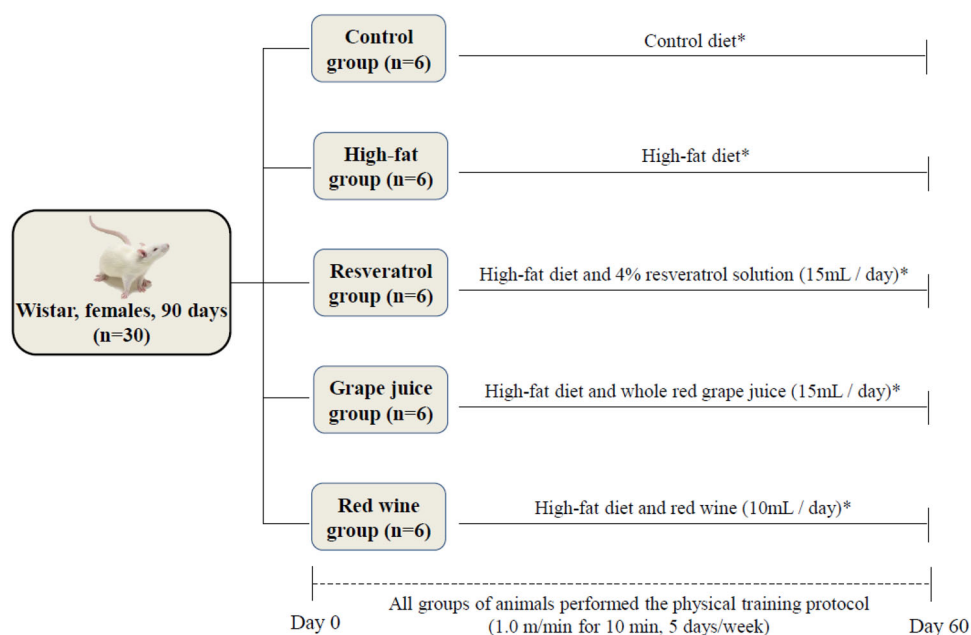 Control
group (n=6)
Control diet*
High-fat
group (n=6)
High-fat diet*
Wistar, females, 90 days
(n=30)
Resveratrol
group (n=6)
High-fat diet and 4% resveratrol solution (15mL / day)*
Grape juice
group (n=6)
High-fat diet and whole red grape juice (15mL / day)*
Red wine
group (n=6)
High-fat diet and red wine (10mL / day)*
Day 0
All groups of animals performed the physical training protocol
(1.0 m/min for 10 min, 5 days/week)
Day 60